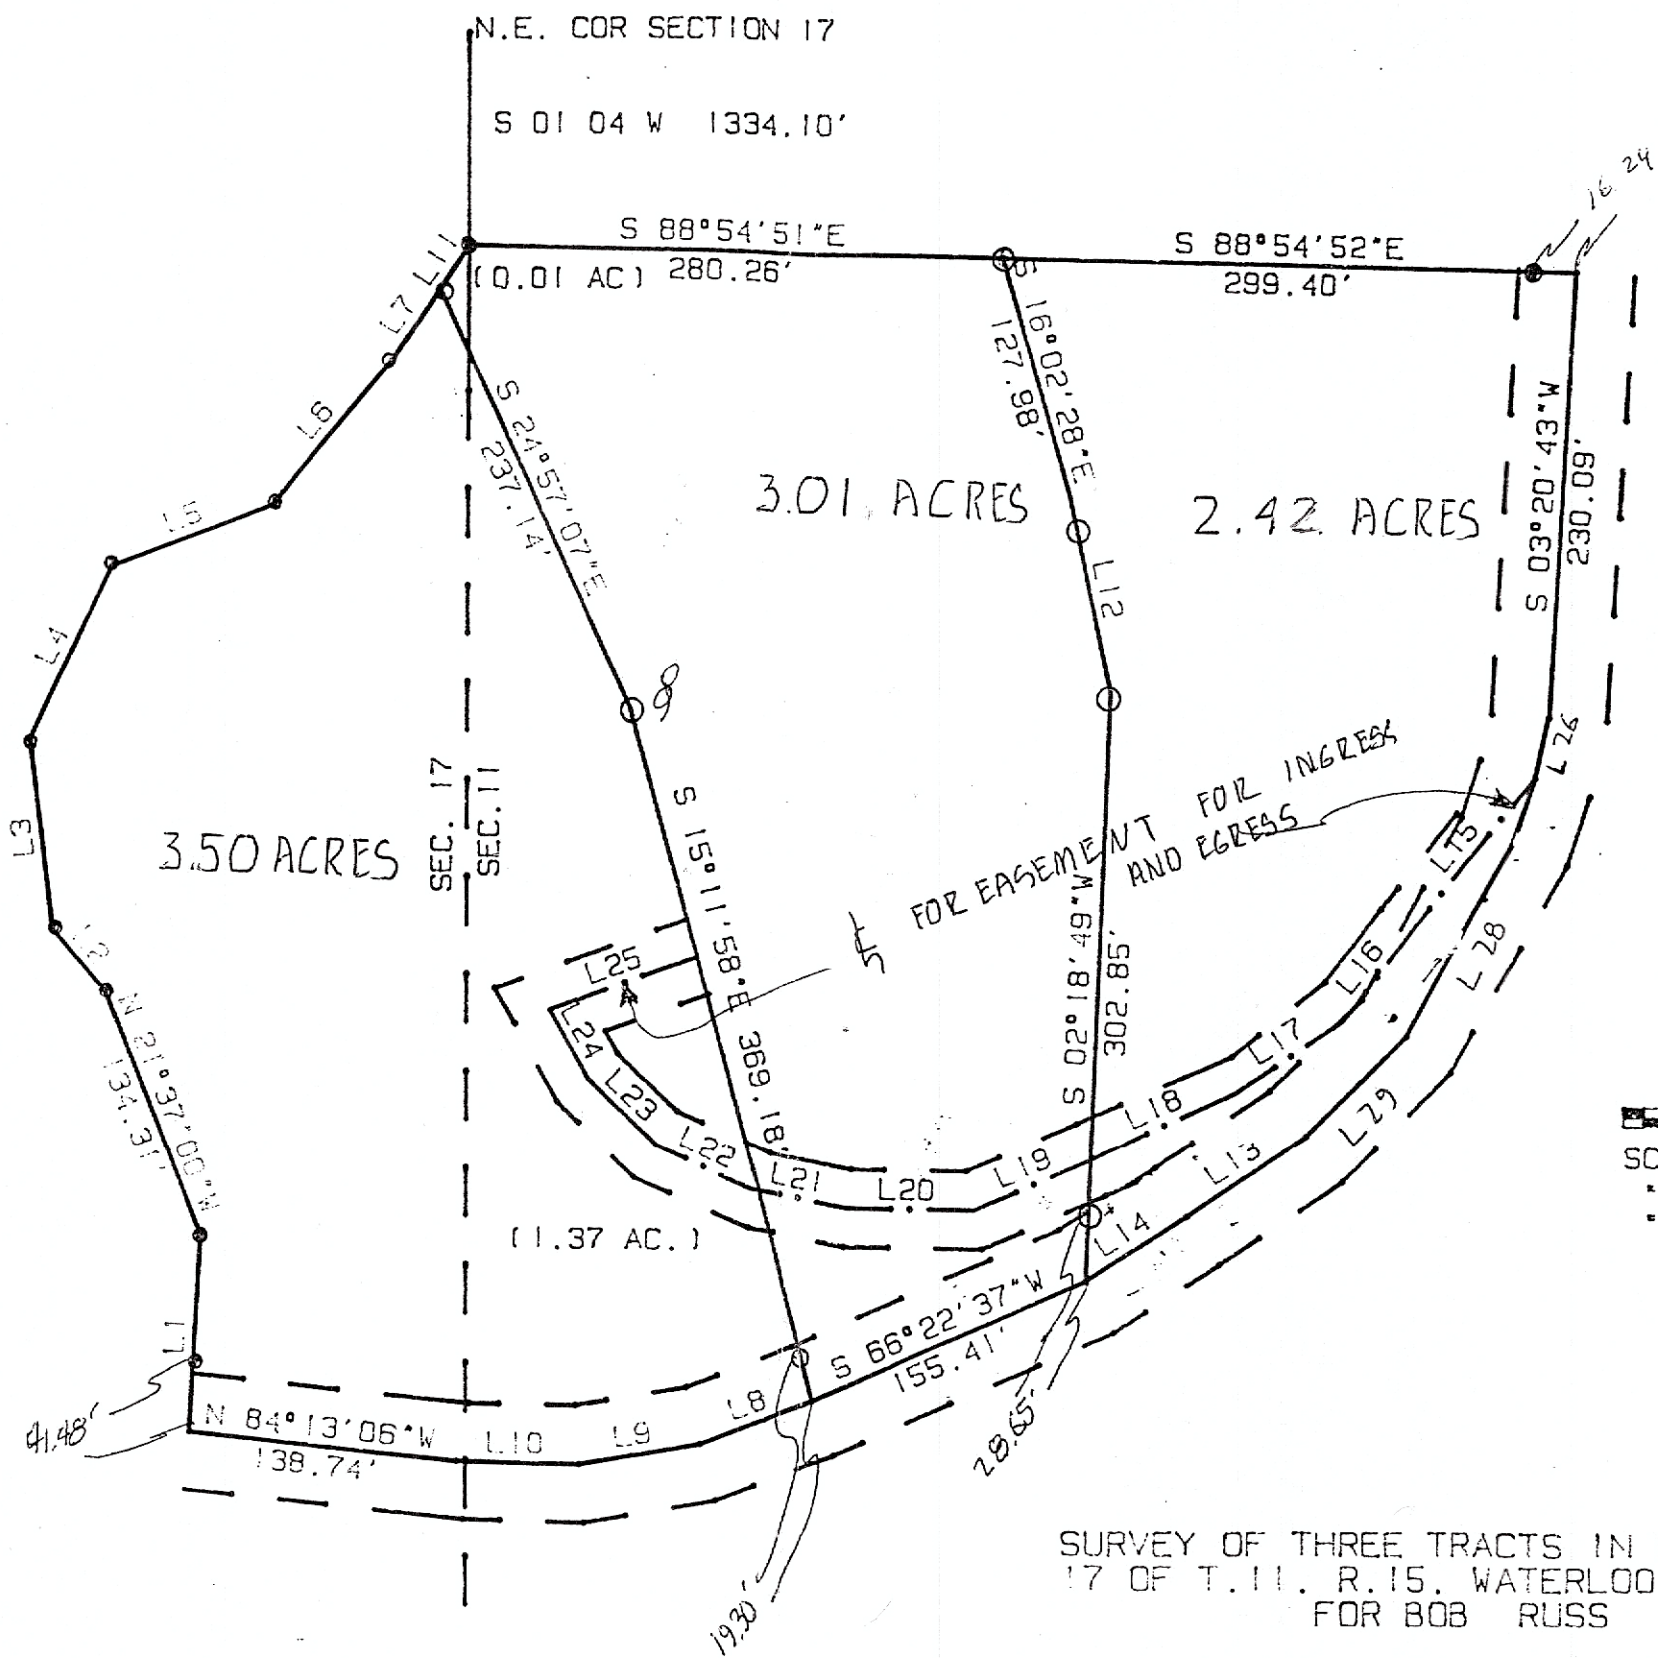 N.E. COR SECTION 17
S 01 04 W 1334.10'
16.24
S 88°54'51"E
280.26'
(0.01 AC)
S 88°54'52"E
299.40'
L11
L7
L6
L5
L4
L3
L2
L1
S 24°57'07"E
237.14'
S 16°02'28"E
127.98'
L12
3.01 ACRES
2.42 ACRES
S 03°20'43"W
230.09'
L26
3.50 ACRES
SEC. 17
SEC. 11
S 15°11'58"E 369.18'
S 02°18'49"W
302.85'
FOR EASEMENT FOR INGRESS
AND EGRESS
L15
L16
L17
L18
L19
L20
L21
L22
L23
L24
L25
L28
L29
L13
L14
N 21°37'00"W
134.31'
(1.37 AC.)
S 66°22'37"W
155.41'
L8
L9
L10
N 84°13'06"W
138.74'
41.48'
28.65'
19.30'
SC
SURVEY OF THREE TRACTS IN
17 OF T.11. R.15. WATERLOO
FOR BOB RUSS